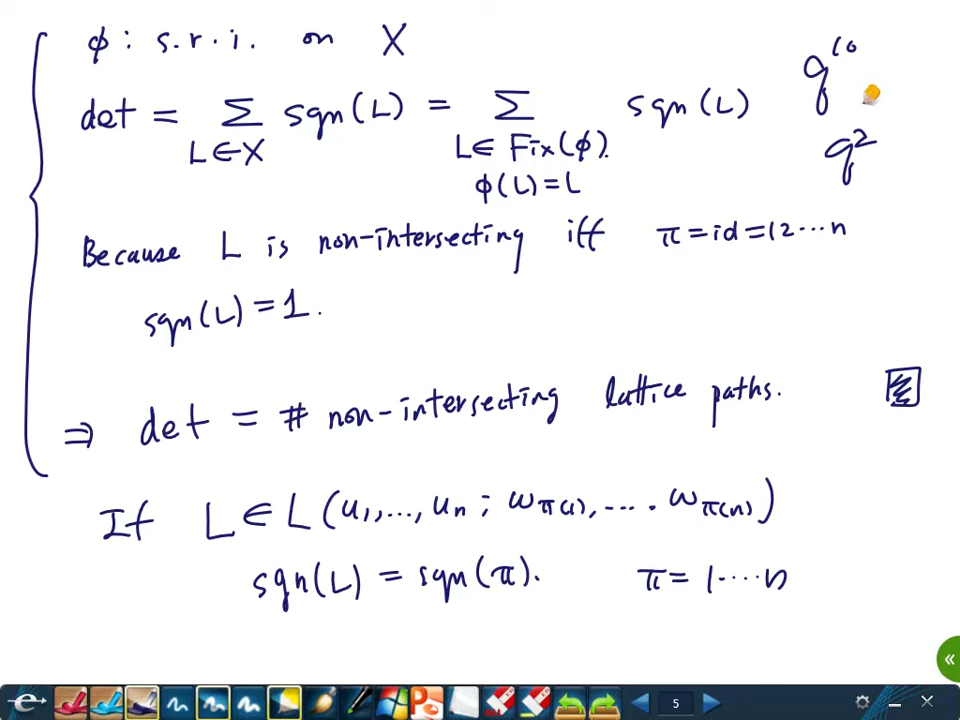 φ : s.r.i. on X
det = Σ_{L∈X} sgn(L) = Σ_{L∈Fix(φ). φ(L)=L} sgn(L)
q^{10}
q^2
Because L is non-intersecting iff π = id = 12⋯n
sgn(L) = 1.
⇒ det = # non-intersecting lattice paths.
If L ∈ L(u_1,..., u_n ; w_{π(1)}, .... w_{π(n)})
sgn(L) = sgn(π). π = 1⋯⋯n
5